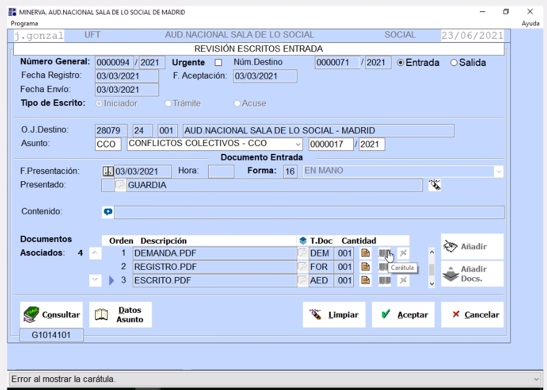 MINERVA. AUD.NACIONAL SALA DE LO SOCIAL DE MADRID
Programa Ayuda
j.gonzal UFT AUD.NACIONAL SALA DE LO SOCIAL SOCIAL 23/06/2021
REVISIÓN ESCRITOS ENTRADA
Número General: 0000094 / 2021 Urgente Núm.Destino 0000071 / 2021 Entrada Salida
Fecha Registro: 03/03/2021 F. Aceptación: 03/03/2021
Fecha Envío: 03/03/2021
Tipo de Escrito: Iniciador Trámite Acuse
O.J.Destino: 28079 24 001 AUD.NACIONAL SALA DE LO SOCIAL - MADRID
Asunto: CCO CONFLICTOS COLECTIVOS - CCO 0000017 / 2021
Documento Entrada
F.Presentación: 03/03/2021 Hora: Forma: 16 EN MANO
Presentado: GUARDIA
Contenido:
Documentos Asociados: 4
Orden Descripción T.Doc Cantidad
1 DEMANDA.PDF DEM 001
2 REGISTRO.PDF FOR 001
3 ESCRITO.PDF AED 001
Carátula
Añadir
Añadir Docs.
Consultar Datos Asunto Limpiar Aceptar Cancelar
G1014101
Error al mostrar la carátula.